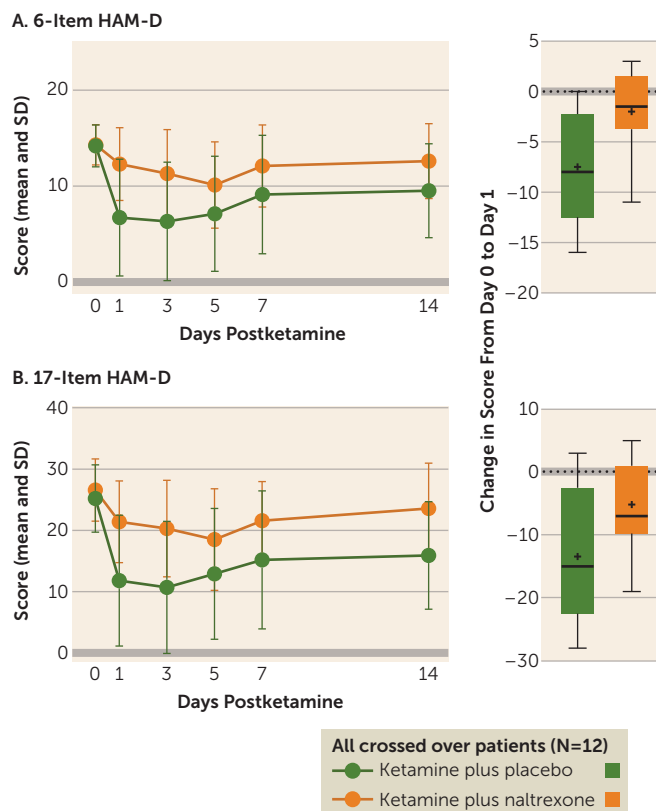 A. 6-Item HAM-D
Score (mean and SD)
20
10
0
0 1 3 5 7 14
Days Postketamine
Change in Score From Day 0 to Day 1
5
0
−5
−10
−15
−20
B. 17-Item HAM-D
Score (mean and SD)
40
30
20
10
0
0 1 3 5 7 14
Days Postketamine
10
0
−10
−20
−30
All crossed over patients (N=12)
Ketamine plus placebo
Ketamine plus naltrexone